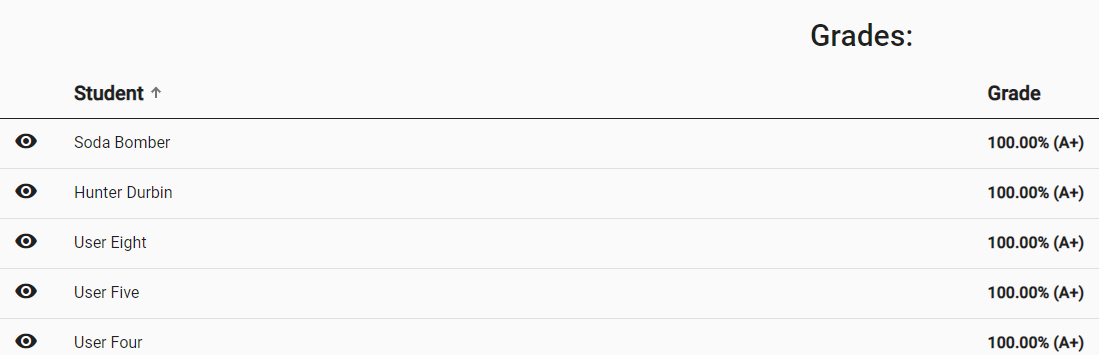 Grades:
Student ↑ Grade
Soda Bomber 100.00% (A+)
Hunter Durbin 100.00% (A+)
User Eight 100.00% (A+)
User Five 100.00% (A+)
User Four 100.00% (A+)